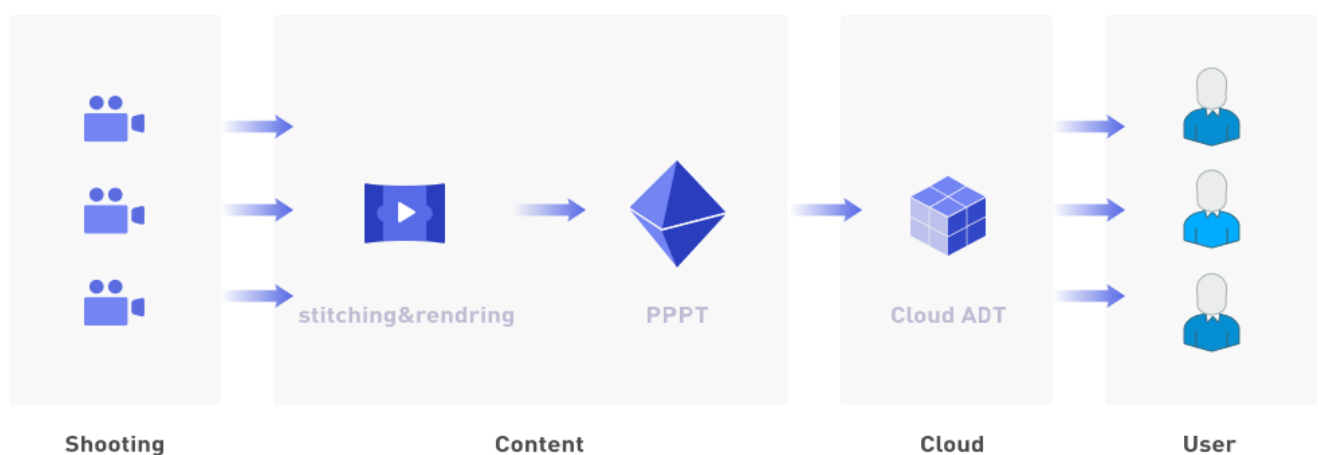 stitching&rendring
PPPT
Cloud ADT
Shooting
Content
Cloud
User